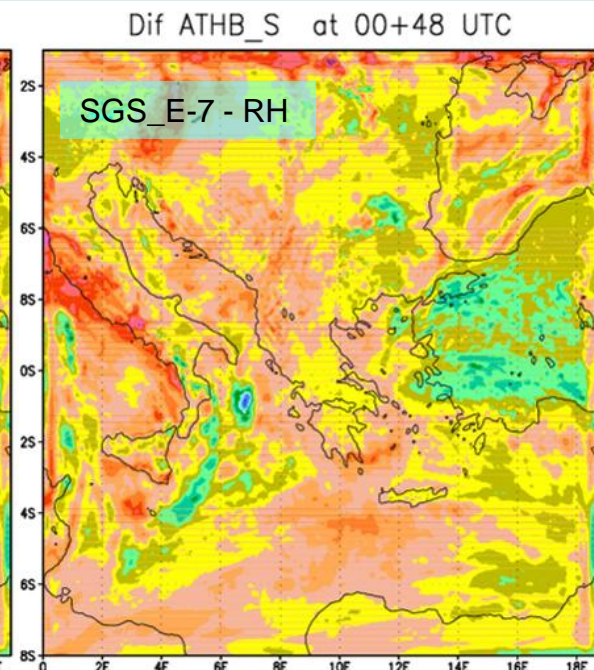 Dif ATHB_S at 00+48 UTC
SGS_E-7 - RH
2S
4S
6S
8S
0S
2S
4S
6S
8S
0 2E 4E 6E 8E 10E 12E 14E 16E 18E